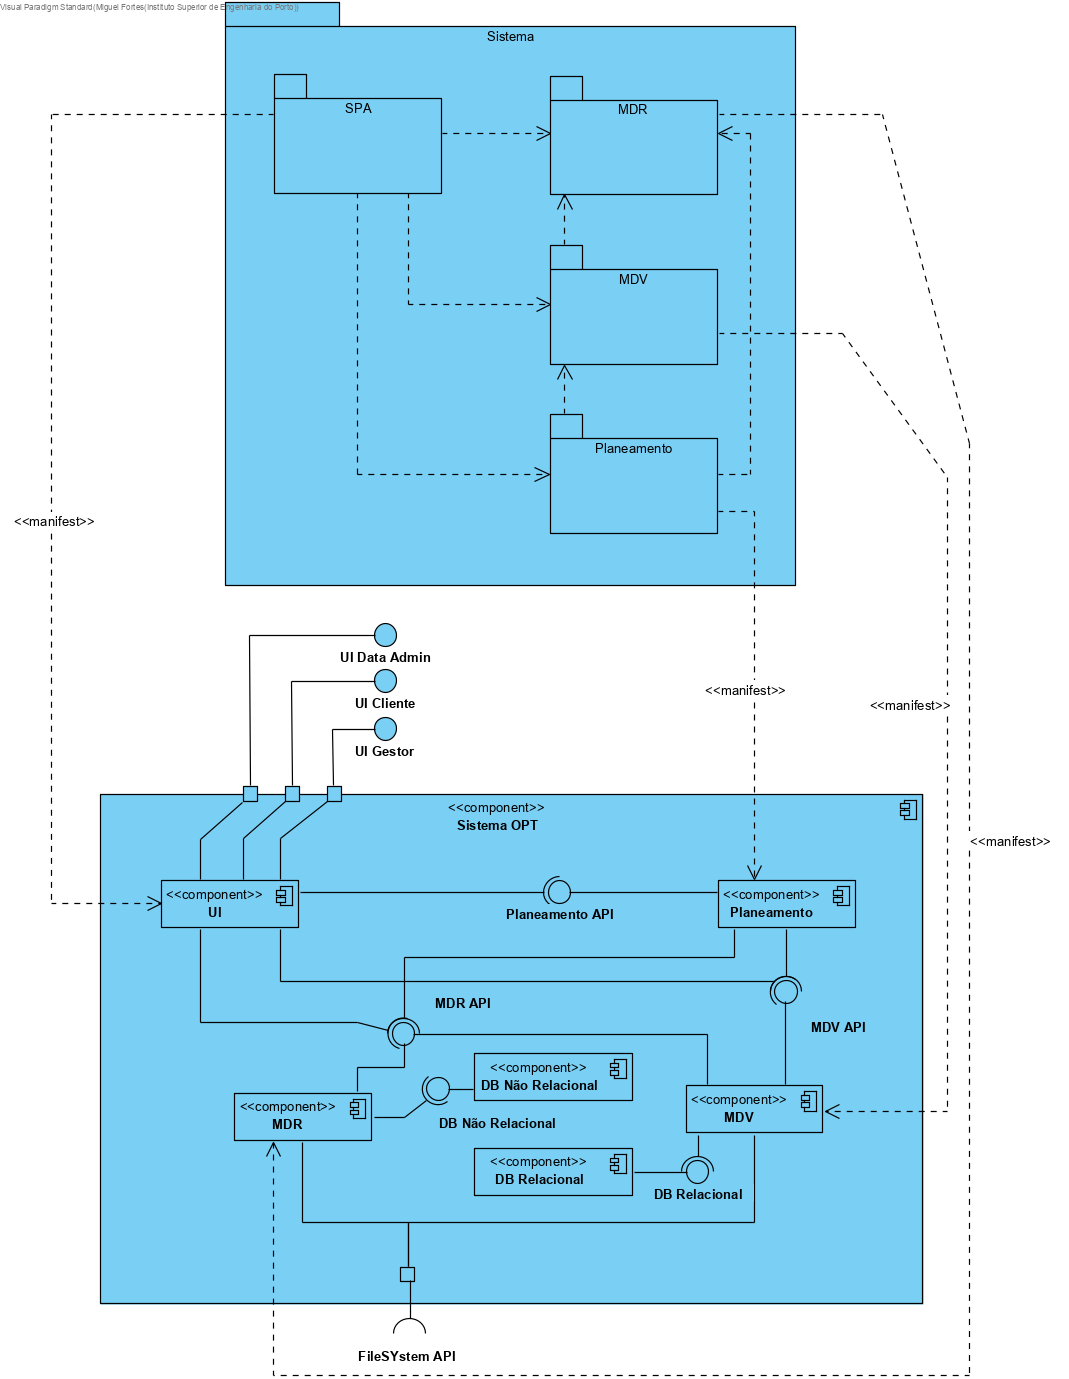 Visual Paradigm Standard(Miguel Fortes(Instituto Superior de Engenharia do Porto))
Sistema
SPA
MDR
MDV
Planeamento
<<manifest>>
UI Data Admin
UI Cliente
UI Gestor
<<manifest>>
<<manifest>>
<<manifest>>
<<component>>
Sistema OPT
<<component>>
UI
Planeamento API
<<component>>
Planeamento
MDR API
MDV API
<<component>>
DB Não Relacional
<<component>>
MDR
DB Não Relacional
<<component>>
MDV
<<component>>
DB Relacional
DB Relacional
FileSYstem API